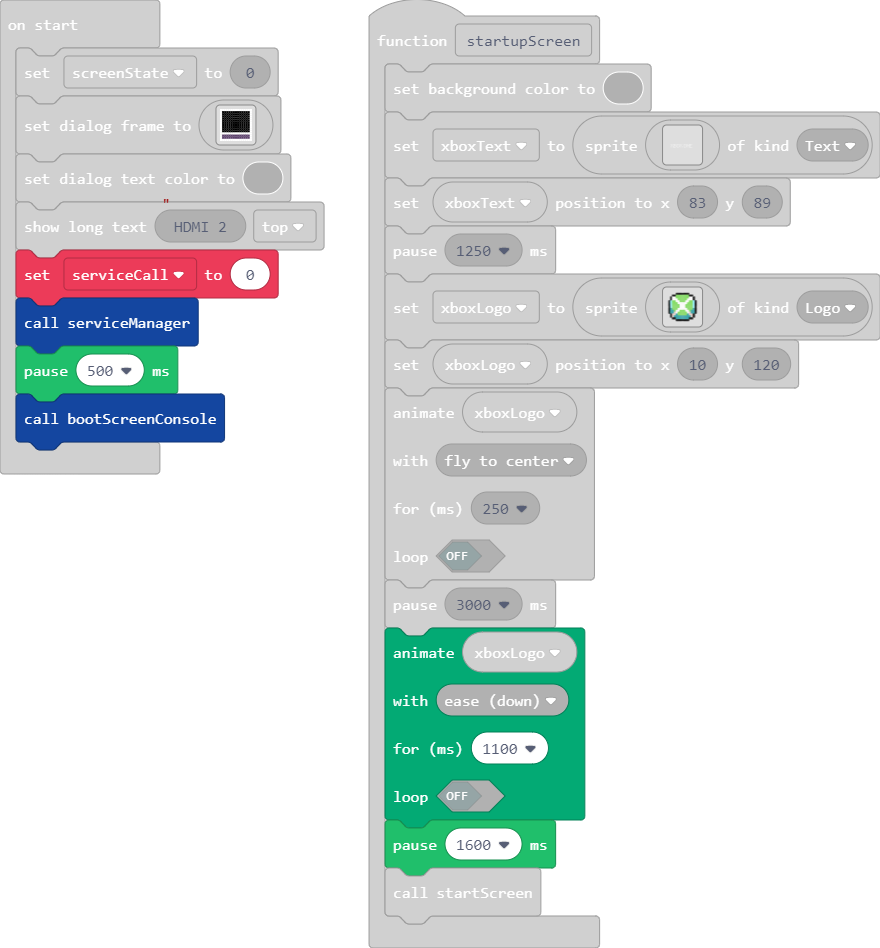 on start
set screenState to 0
set dialog frame to
set dialog text color to
show long text "HDMI 2" top
set serviceCall to 0
call serviceManager
pause 500 ms
call bootScreenConsole
function startupScreen
set background color to
set xboxText to sprite of kind Text
set xboxText position to x 83 y 89
pause 1250 ms
set xboxLogo to sprite of kind Logo
set xboxLogo position to x 10 y 120
animate xboxLogo
with fly to center
for (ms) 250
loop OFF
pause 3000 ms
animate xboxLogo
with ease (down)
for (ms) 1100
loop OFF
pause 1600 ms
call startScreen